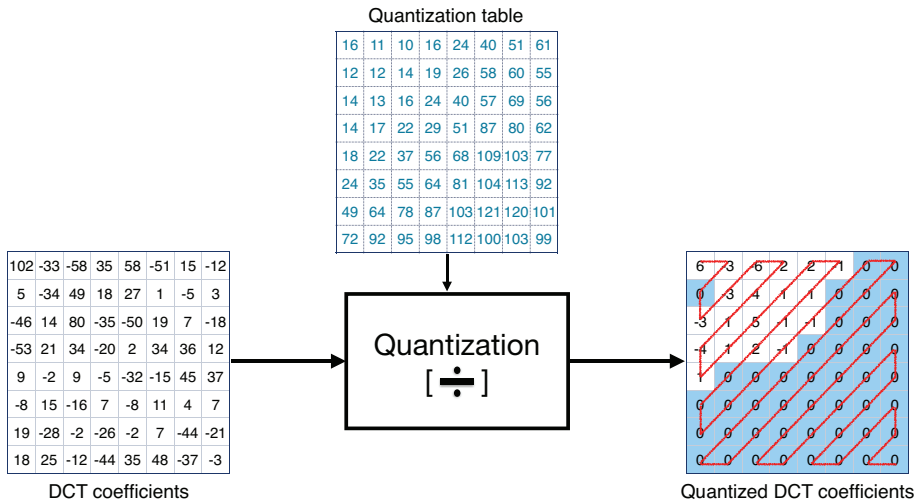 Quantization table
16 11 10 16 24 40 51 61
12 12 14 19 26 58 60 55
14 13 16 24 40 57 69 56
14 17 22 29 51 87 80 62
18 22 37 56 68 109 103 77
24 35 55 64 81 104 113 92
49 64 78 87 103 121 120 101
72 92 95 98 112 100 103 99
102 -33 -58 35 58 -51 15 -12
5 -34 49 18 27 1 -5 3
-46 14 80 -35 -50 19 7 -18
-53 21 34 -20 2 34 36 12
9 -2 9 -5 -32 -15 45 37
-8 15 -16 7 -8 11 4 7
19 -28 -2 -26 -2 7 -44 -21
18 25 -12 -44 35 48 -37 -3
DCT coefficients
Quantization
[ ÷ ]
6 -3 -6 2 2 -1 0 0
0 -3 4 1 1 0 0 0
-3 1 5 -1 -1 0 0 0
-4 1 2 -1 0 0 0 0
1 0 0 0 0 0 0 0
0 0 0 0 0 0 0 0
0 0 0 0 0 0 0 0
0 0 0 0 0 0 0 0
Quantized DCT coefficients